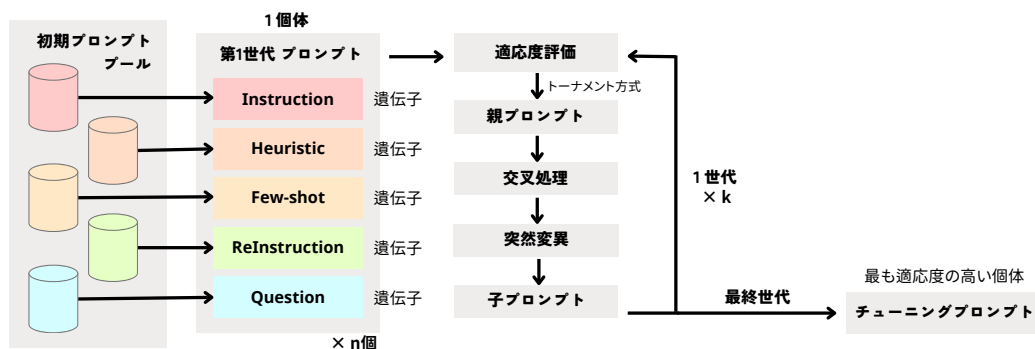 初期プロンプト
プール
1個体
第1世代 プロンプト
Instruction
遺伝子
Heuristic
遺伝子
Few-shot
遺伝子
ReInstruction
遺伝子
Question
遺伝子
× n個
適応度評価
トーナメント方式
親プロンプト
交叉処理
突然変異
子プロンプト
1世代
× k
最終世代
最も適応度の高い個体
チューニングプロンプト